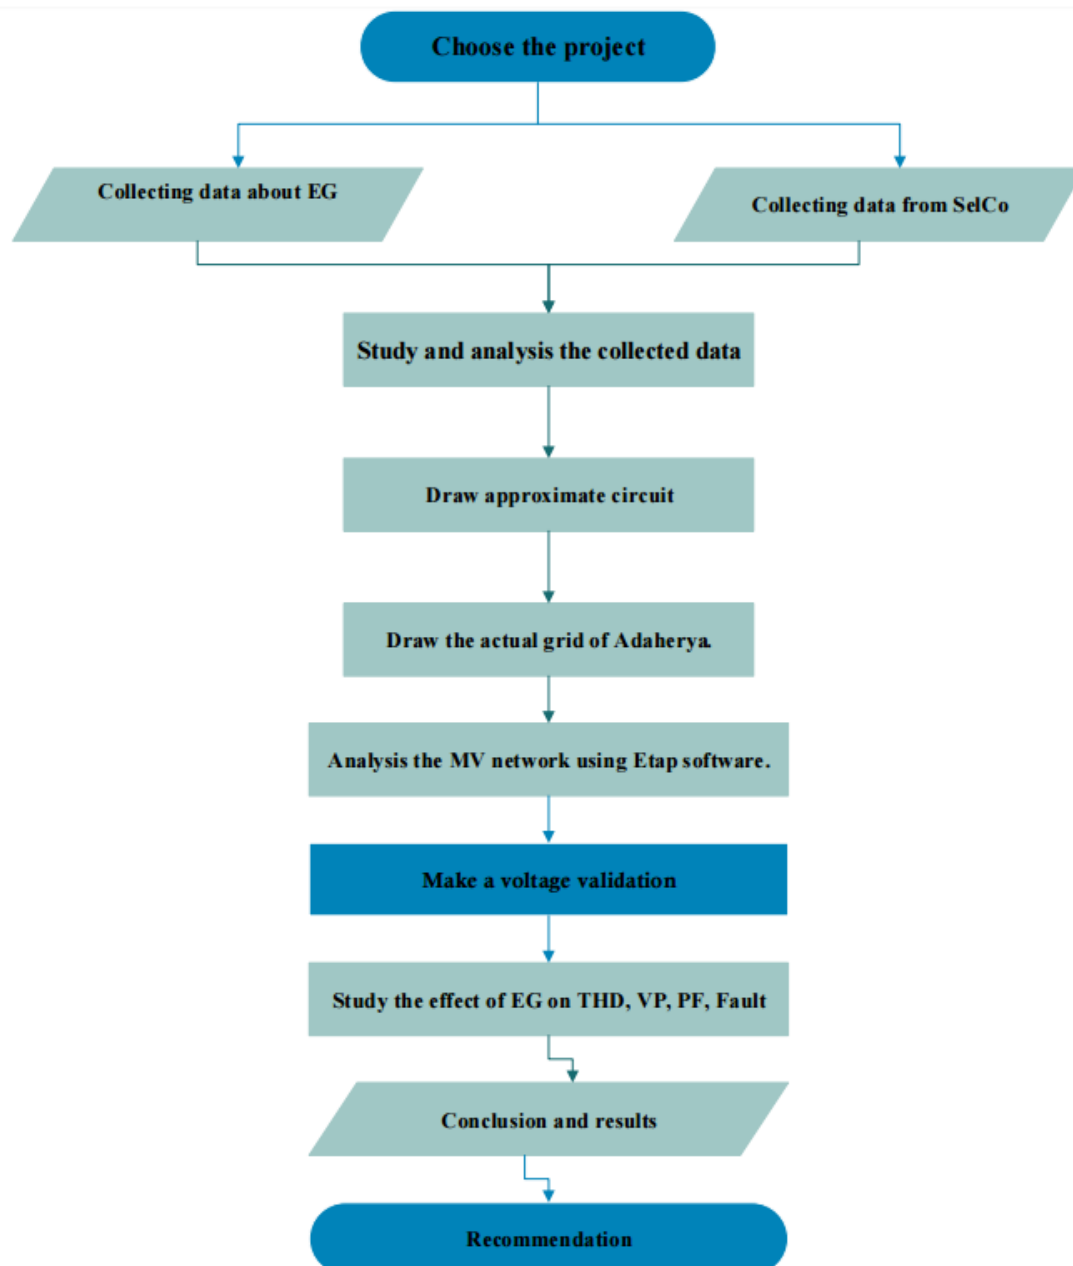 Choose the project
Collecting data about EG
Collecting data from SelCo
Study and analysis the collected data
Draw approximate circuit
Draw the actual grid of Adaherya.
Analysis the MV network using Etap software.
Make a voltage validation
Study the effect of EG on THD, VP, PF, Fault
Conclusion and results
Recommendation